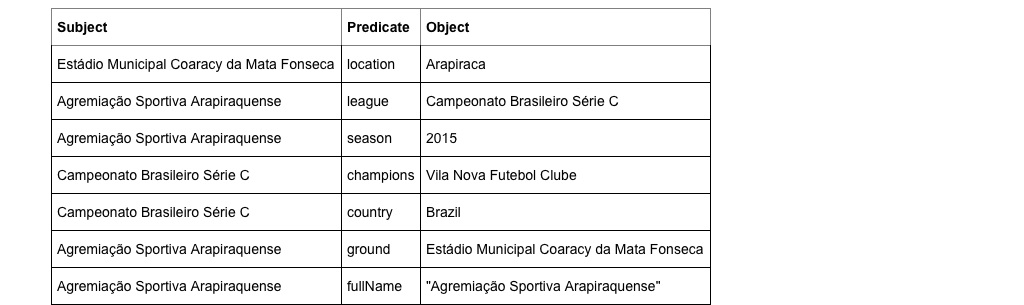 Subject Predicate Object
Estádio Municipal Coaracy da Mata Fonseca location Arapiraca
Agremiação Sportiva Arapiraquense league Campeonato Brasileiro Série C
Agremiação Sportiva Arapiraquense season 2015
Campeonato Brasileiro Série C champions Vila Nova Futebol Clube
Campeonato Brasileiro Série C country Brazil
Agremiação Sportiva Arapiraquense ground Estádio Municipal Coaracy da Mata Fonseca
Agremiação Sportiva Arapiraquense fullName "Agremiação Sportiva Arapiraquense"